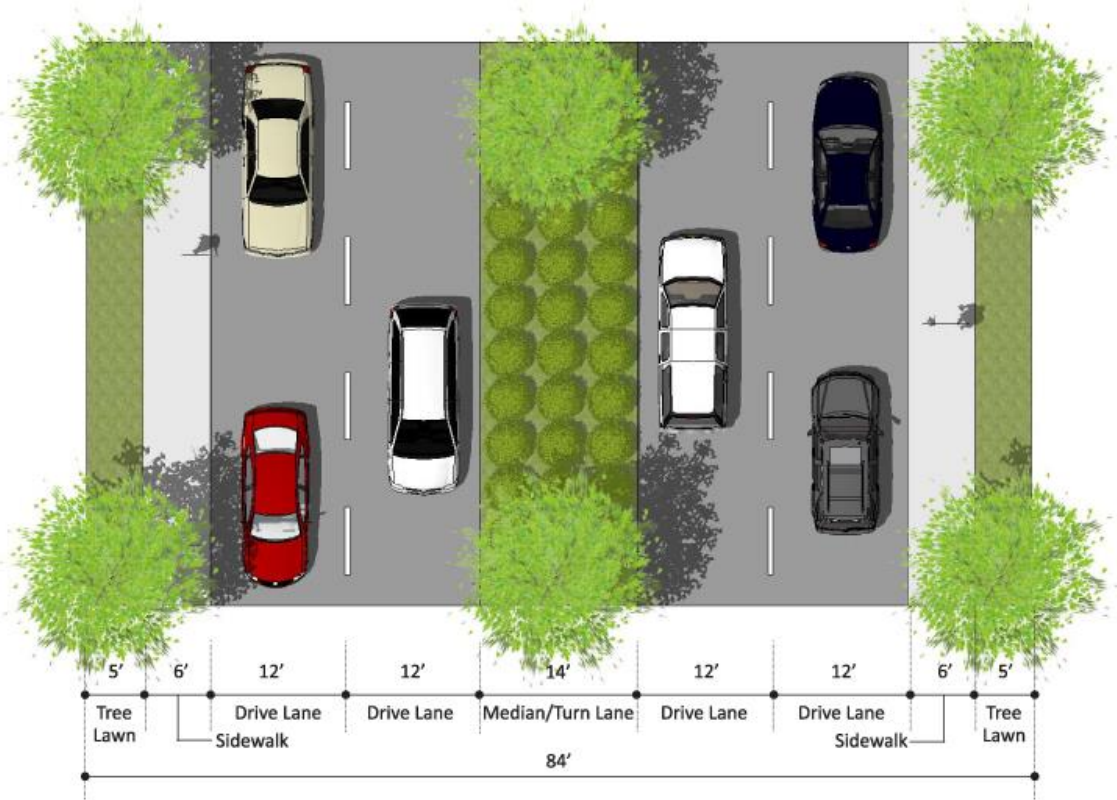 5’ 6’ 12’ 12’ 14’ 12’ 12’ 6’ 5’
Tree Lawn
Sidewalk
Drive Lane
Drive Lane
Median/Turn Lane
Drive Lane
Drive Lane
Sidewalk
Tree Lawn
84’